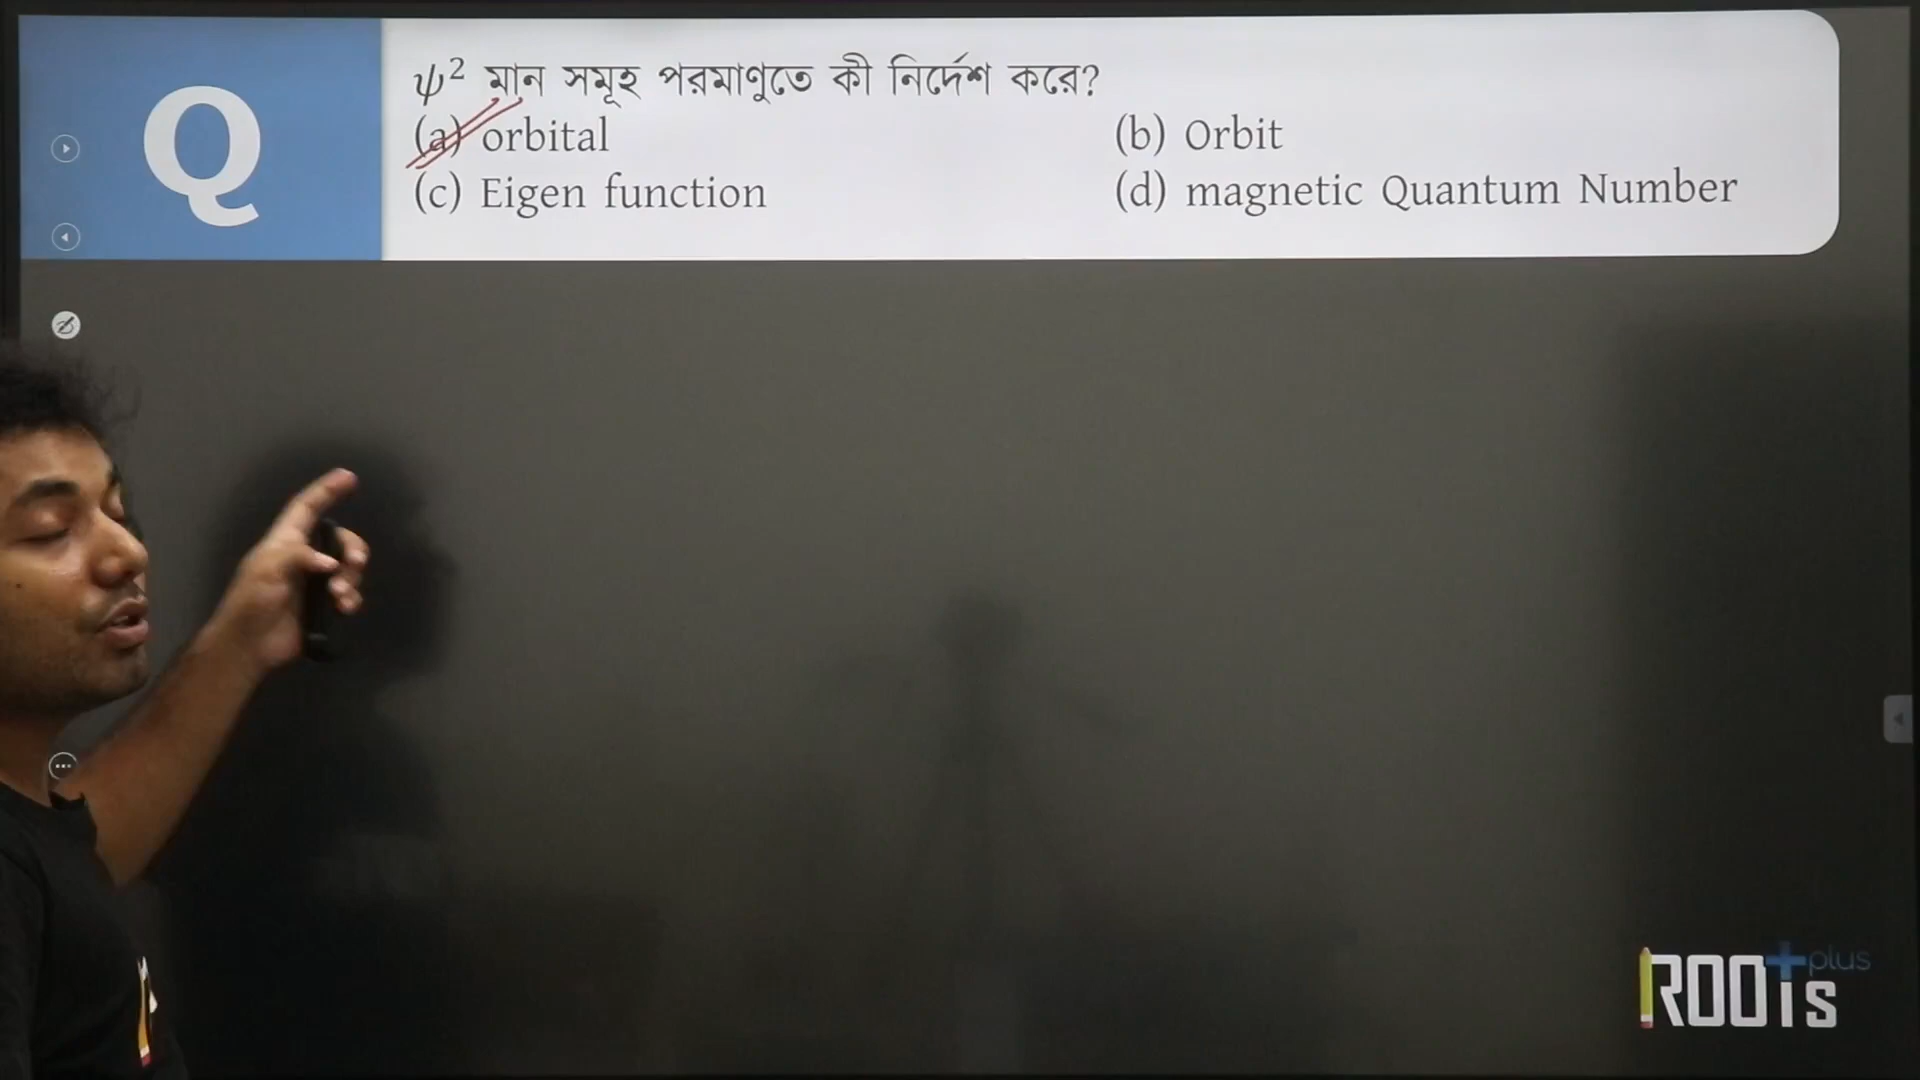 Q
ψ² মান সমূহ পরমাণুতে কী নির্দেশ করে?
(a) orbital
(b) Orbit
(c) Eigen function
(d) magnetic Quantum Number
plus
ROOTs